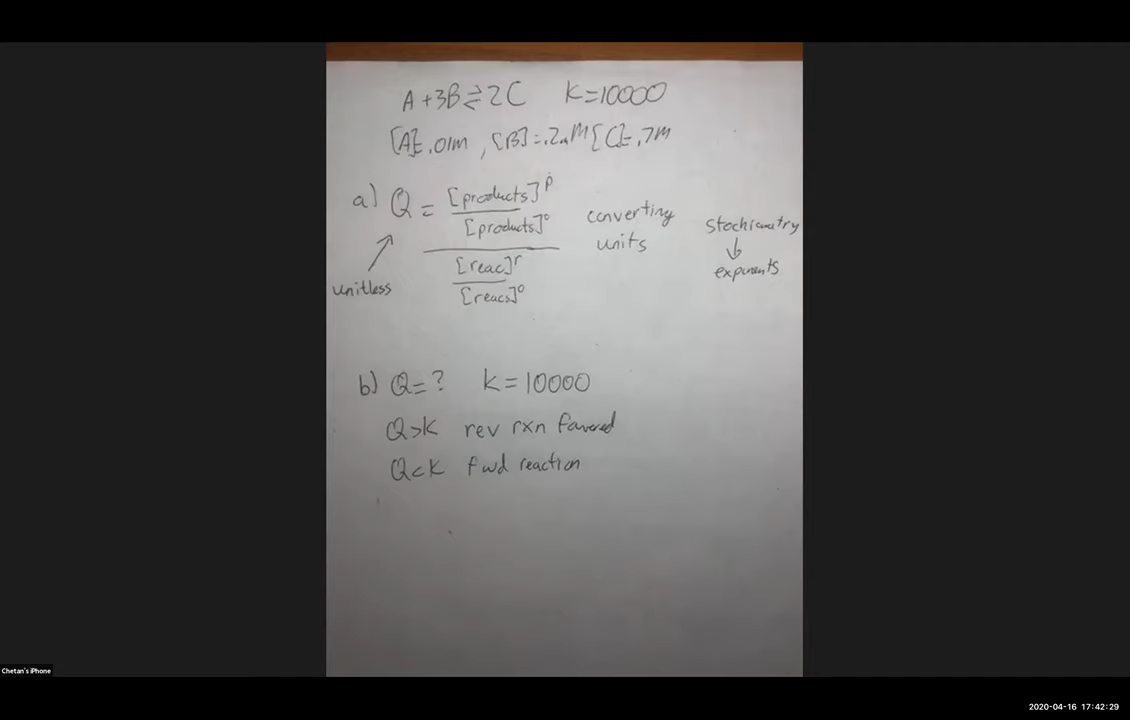 A + 3B ⇌ 2C K=10000
[A]=.01M , [B]=.2M [C]=.7M
a) Q = [products]^p / [products]° / [reac]^r / [reacs]°
unitless
converting
units
Stochiometry
↓
exponents
b) Q=? K=10000
Q>K rev rxn favored
Q<K fwd reaction
Chetan's iPhone
2020-04-16 17:42:29